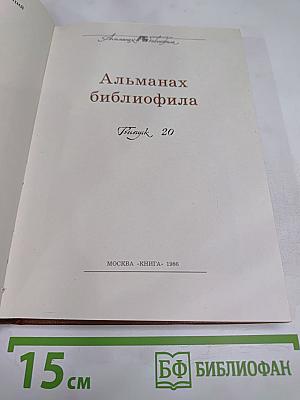 Альманах библиофила
Альманах
библиофила
Выпуск 20
МОСКВА «КНИГА» 1986
15 см
БФ БИБЛИОФАН